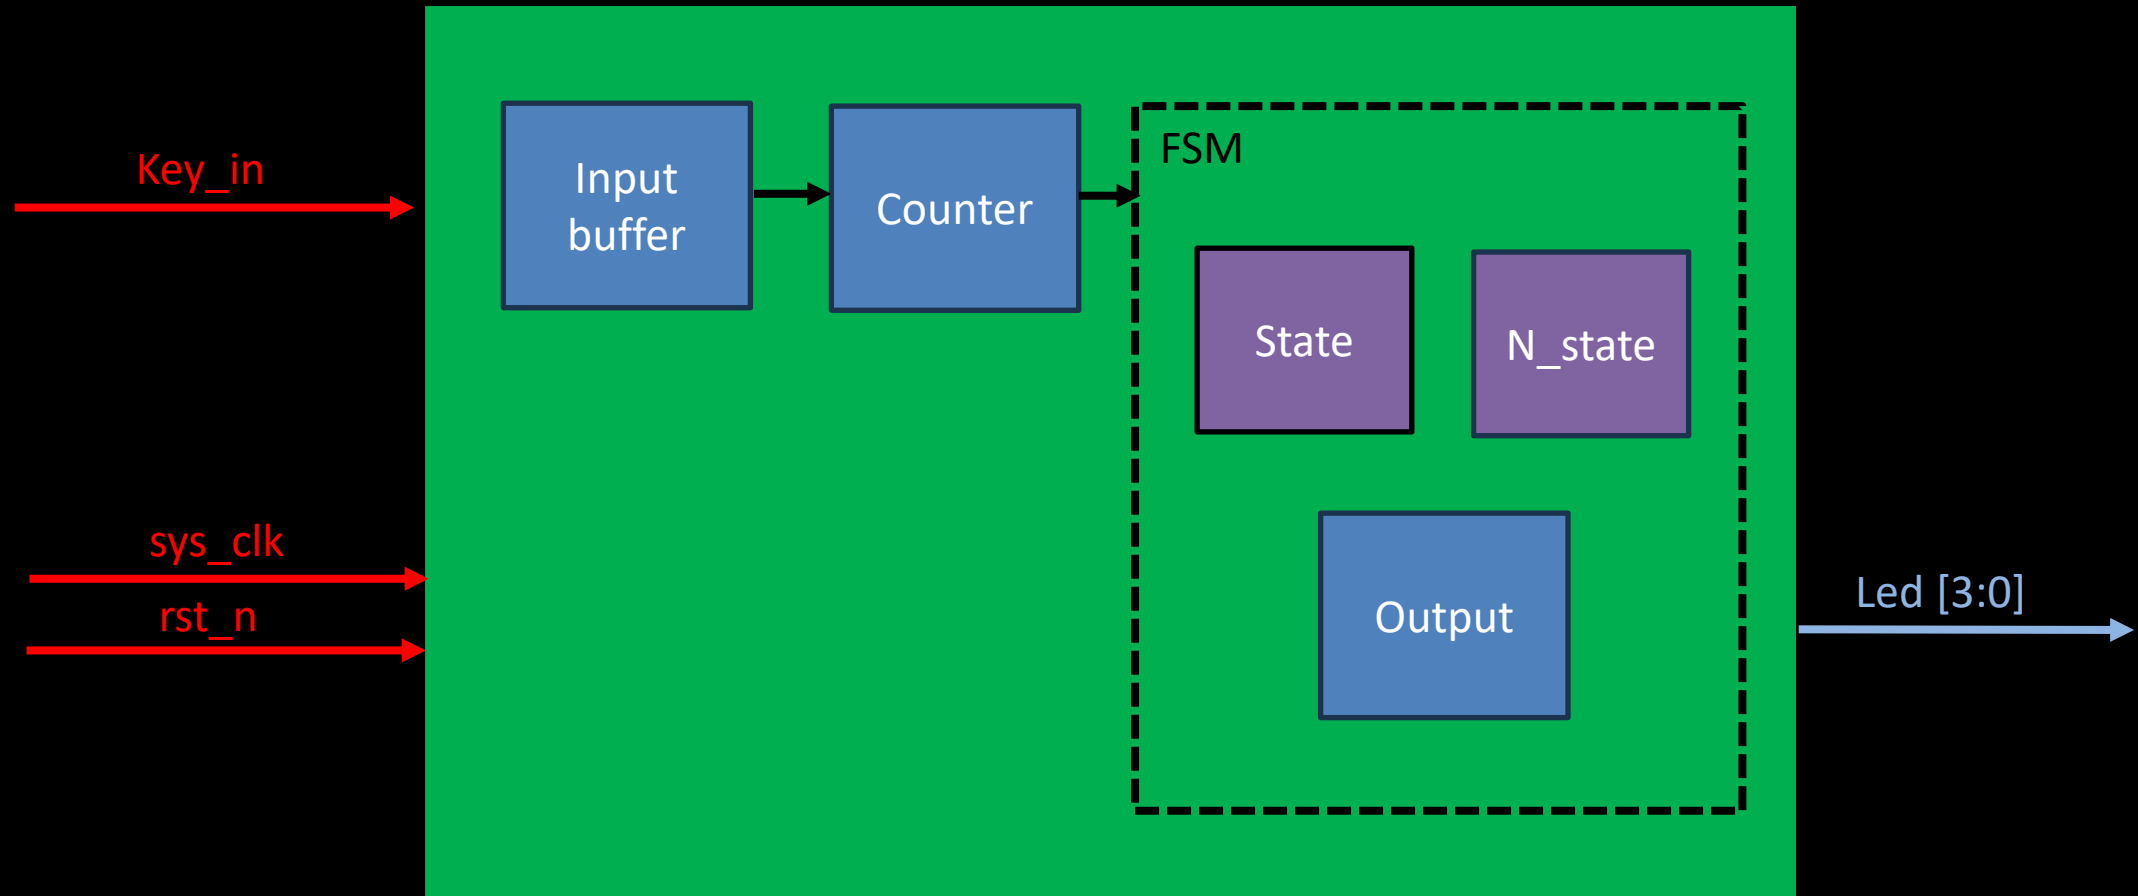 Key_in
sys_clk
rst_n
Input
buffer
Counter
FSM
State
N_state
Output
Led [3:0]